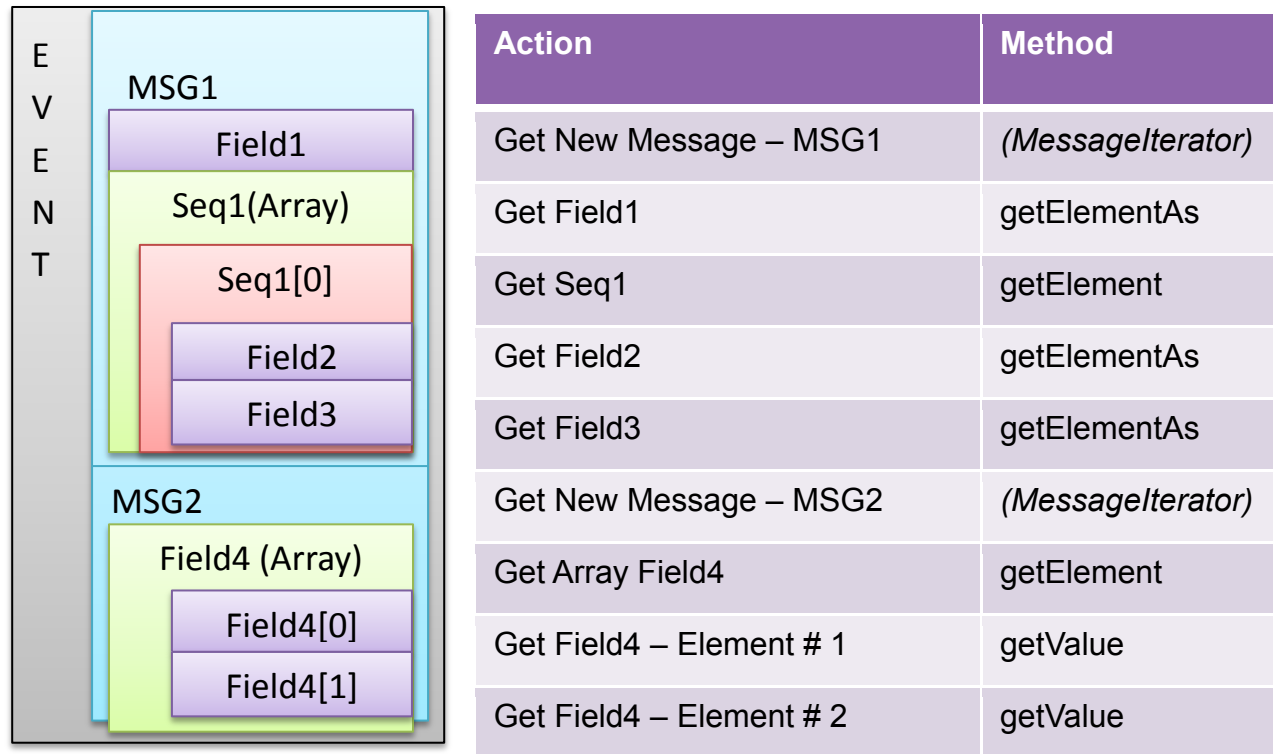 E
V
E
N
T
MSG1
Field1
Seq1(Array)
Seq1[0]
Field2
Field3
MSG2
Field4 (Array)
Field4[0]
Field4[1]
Action Method
Get New Message – MSG1 (MessageIterator)
Get Field1 getElementAs
Get Seq1 getElement
Get Field2 getElementAs
Get Field3 getElementAs
Get New Message – MSG2 (MessageIterator)
Get Array Field4 getElement
Get Field4 – Element # 1 getValue
Get Field4 – Element # 2 getValue